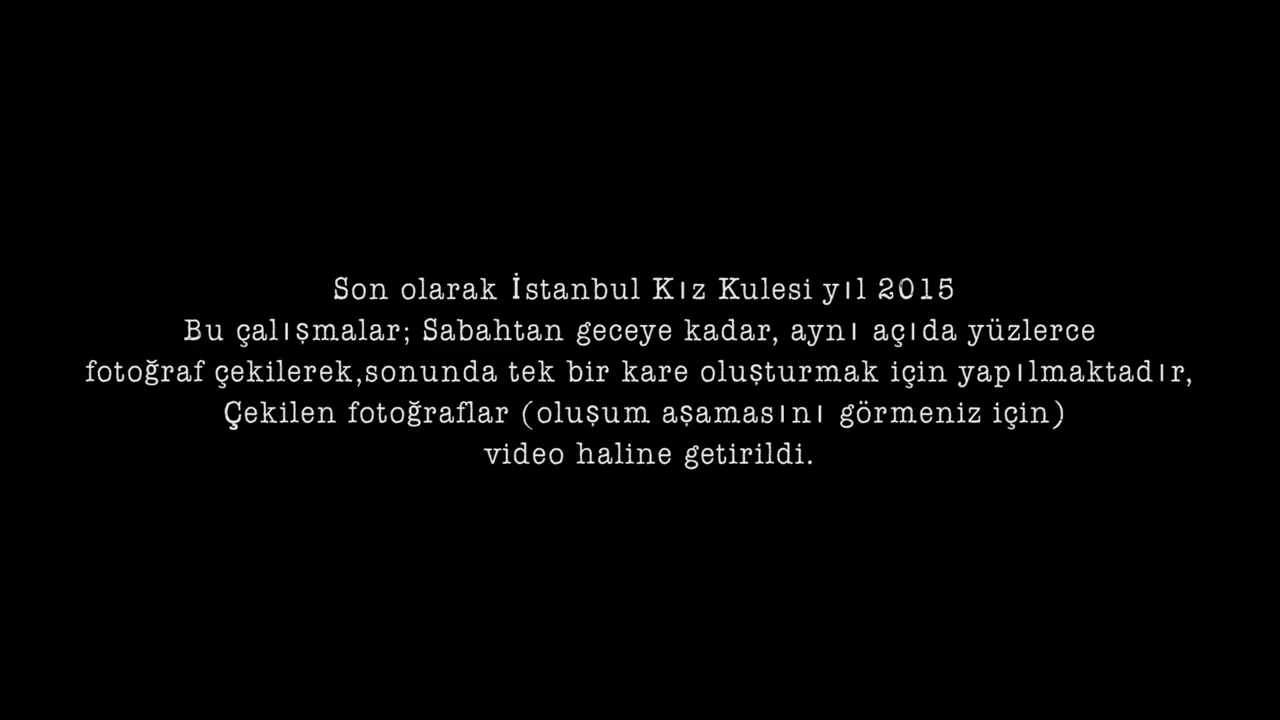 Son olarak İstanbul Kız Kulesi yıl 2015
Bu çalışmalar; Sabahtan geceye kadar, aynı açıda yüzlerce
fotoğraf çekilerek,sonunda tek bir kare oluşturmak için yapılmaktadır,
Çekilen fotoğraflar (oluşum aşamasını görmeniz için)
video haline getirildi.